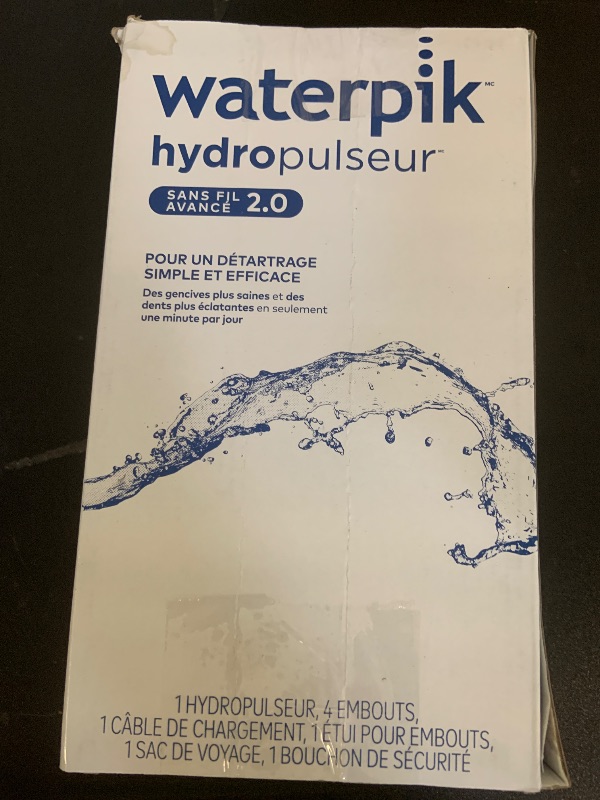 waterpik MC
hydropulseur MC
SANS FIL
AVANCÉ 2.0
POUR UN DÉTARTRAGE
SIMPLE ET EFFICACE
Des gencives plus saines et des
dents plus éclatantes en seulement
une minute par jour
1 HYDROPULSEUR, 4 EMBOUTS,
1 CÂBLE DE CHARGEMENT, 1 ÉTUI POUR EMBOUTS,
1 SAC DE VOYAGE, 1 BOUCHON DE SÉCURITÉ